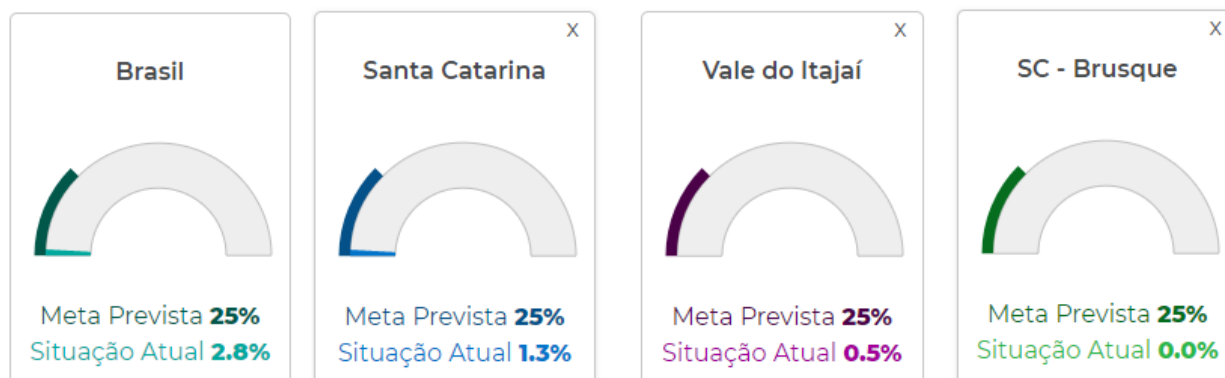 Brasil
Meta Prevista 25%
Situação Atual 2.8%
X
Santa Catarina
Meta Prevista 25%
Situação Atual 1.3%
X
Vale do Itajaí
Meta Prevista 25%
Situação Atual 0.5%
X
SC - Brusque
Meta Prevista 25%
Situação Atual 0.0%